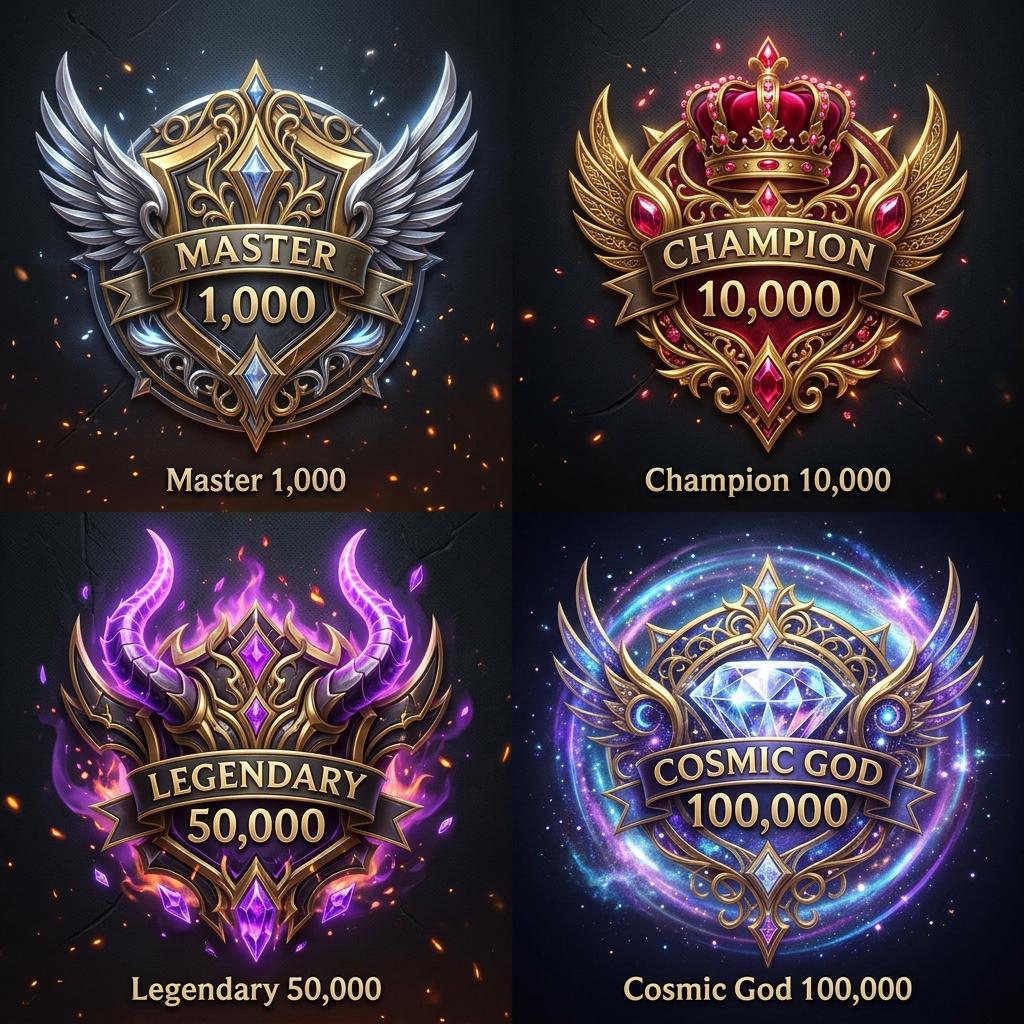 MASTER
1,000
Master 1,000
CHAMPION
10,000
Champion 10,000
LEGENDARY
50,000
Legendary 50,000
COSMIC GOD
100,000
Cosmic God 100,000